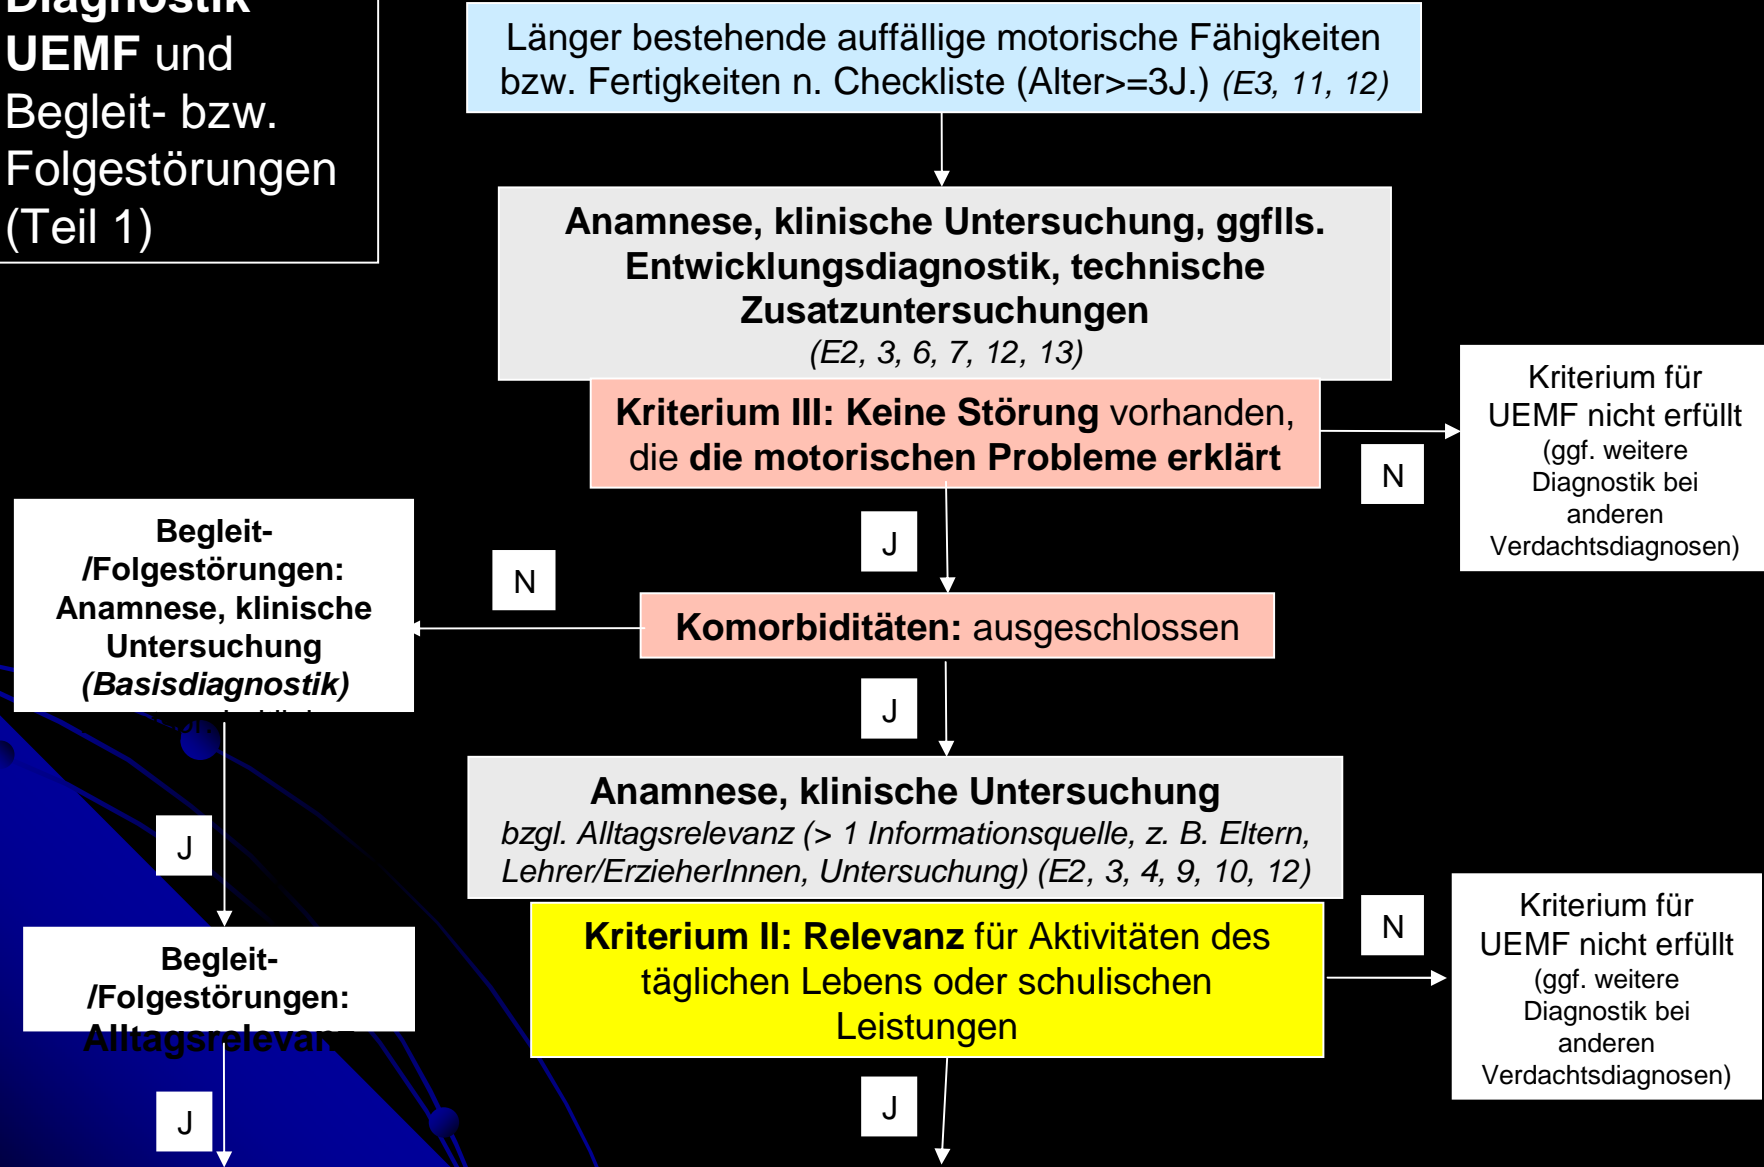 Diagnostik
UEMF und
Begleit- bzw.
Folgestörungen
(Teil 1)
Länger bestehende auffällige motorische Fähigkeiten
bzw. Fertigkeiten n. Checkliste (Alter>=3J.) (E3, 11, 12)
Anamnese, klinische Untersuchung, ggflls.
Entwicklungsdiagnostik, technische
Zusatzuntersuchungen
(E2, 3, 6, 7, 12, 13)
Kriterium III: Keine Störung vorhanden,
die die motorischen Probleme erklärt
N
Kriterium für
UEMF nicht erfüllt
(ggf. weitere
Diagnostik bei
anderen
Verdachtsdiagnosen)
J
Komorbiditäten: ausgeschlossen
N
Begleit-
/Folgestörungen:
Anamnese, klinische
Untersuchung
(Basisdiagnostik)
J
J
Anamnese, klinische Untersuchung
bzgl. Alltagsrelevanz (> 1 Informationsquelle, z. B. Eltern,
Lehrer/ErzieherInnen, Untersuchung) (E2, 3, 4, 9, 10, 12)
Kriterium II: Relevanz für Aktivitäten des
täglichen Lebens oder schulischen
Leistungen
N
Kriterium für
UEMF nicht erfüllt
(ggf. weitere
Diagnostik bei
anderen
Verdachtsdiagnosen)
Begleit-
/Folgestörungen:
Alltagsrelevanz
J
J